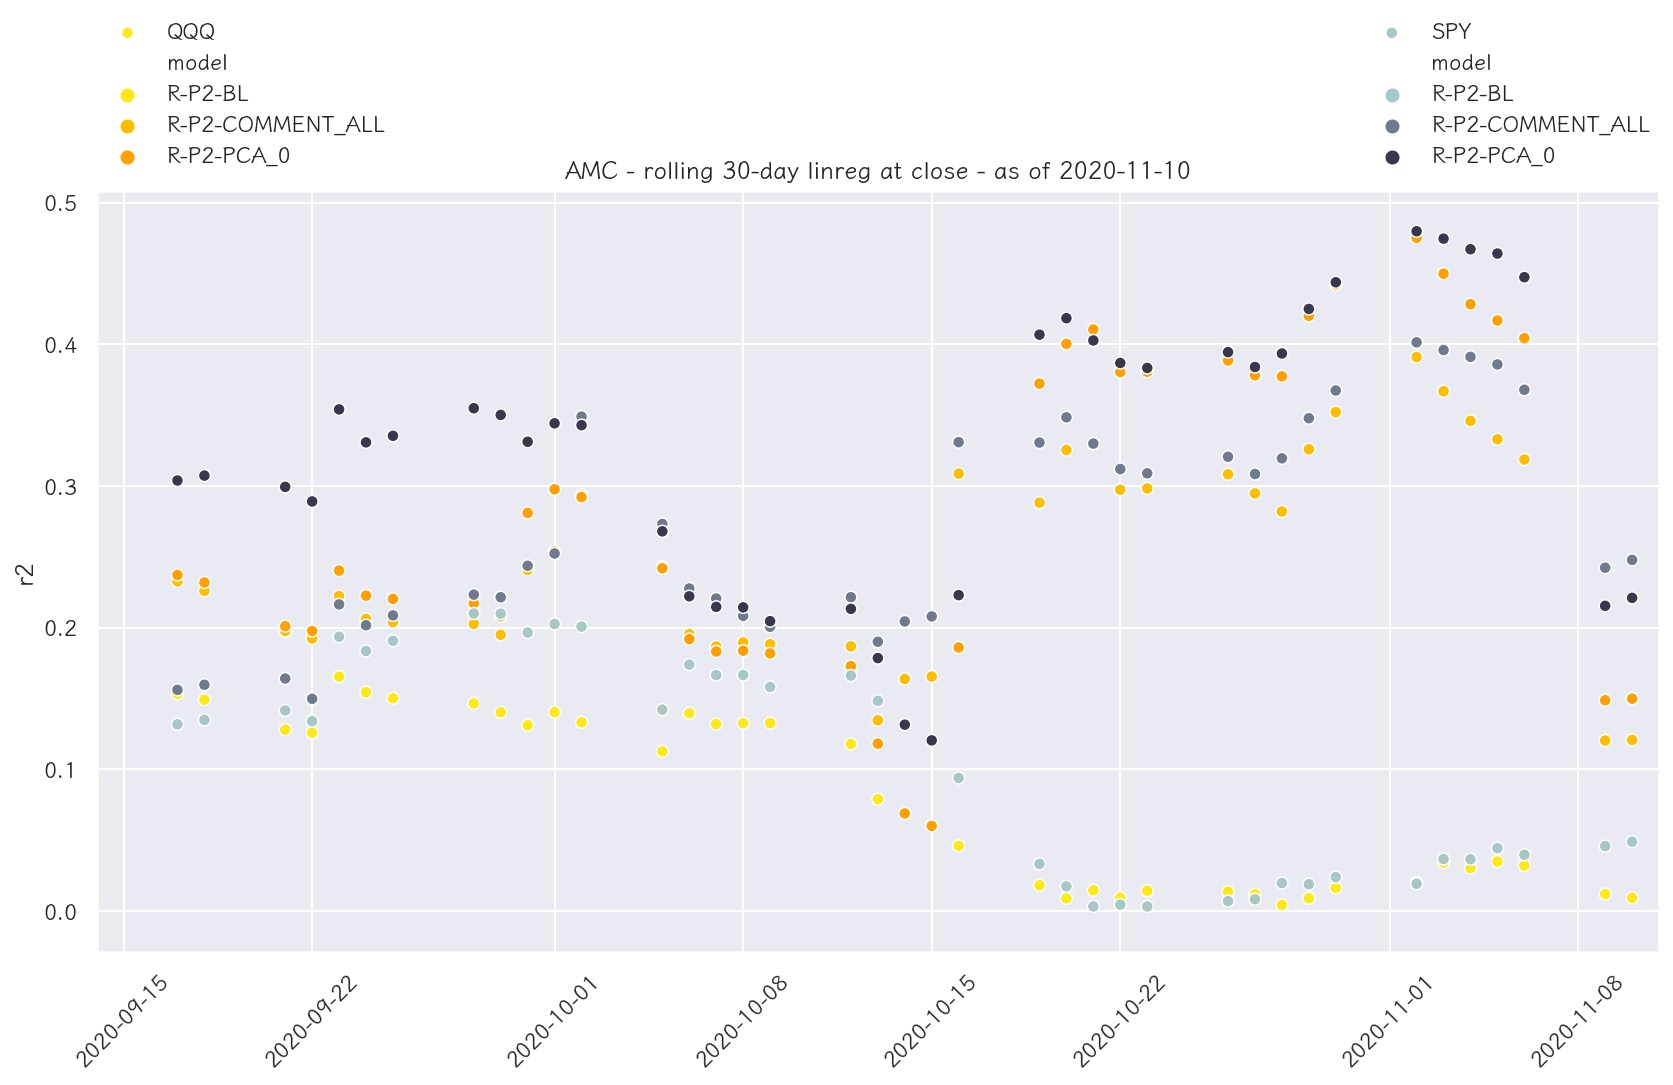 QQQ
model
R-P2-BL
R-P2-COMMENT_ALL
R-P2-PCA_0
SPY
model
R-P2-BL
R-P2-COMMENT_ALL
R-P2-PCA_0
AMC - rolling 30-day linreg at close - as of 2020-11-10
r2
0.5
0.4
0.3
0.2
0.1
0.0
2020-09-15
2020-09-22
2020-10-01
2020-10-08
2020-10-15
2020-10-22
2020-11-01
2020-11-08